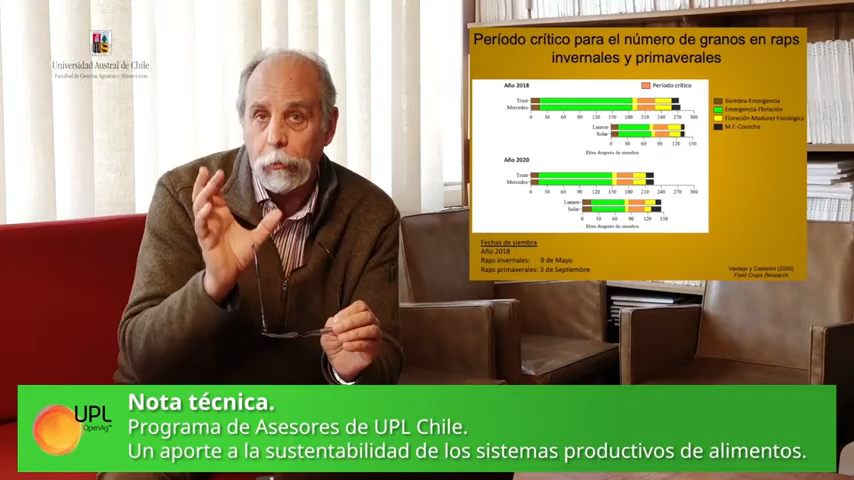 Universidad Austral de Chile
Facultad de Ciencias Agrarias y Alimentarias
Período crítico para el número de granos en raps
invernales y primaverales
Año 2018
Período crítico
Trust
Mercedes
0 30 60 90 120 150 180 210 240 270 300
Lumen
Solar
0 30 60 90 120 150
Días después de siembra
Año 2020
Trust
Mercedes
0 30 60 90 120 150 180 210 240 270 300
Lumen
Solar
0 30 60 90 120 150
Días después de siembra
Siembra-Emergencia
Emergencia-Floración
Floración-Madurez Fisiológica
M.F.-Cosecha
Fechas de siembra
Año 2018
Raps invernales: 9 de Mayo
Raps primaverales: 3 de Septiembre
Verdejo y Calderini (2020)
Field Crops Research
UPL
OpenAg™
Nota técnica.
Programa de Asesores de UPL Chile.
Un aporte a la sustentabilidad de los sistemas productivos de alimentos.